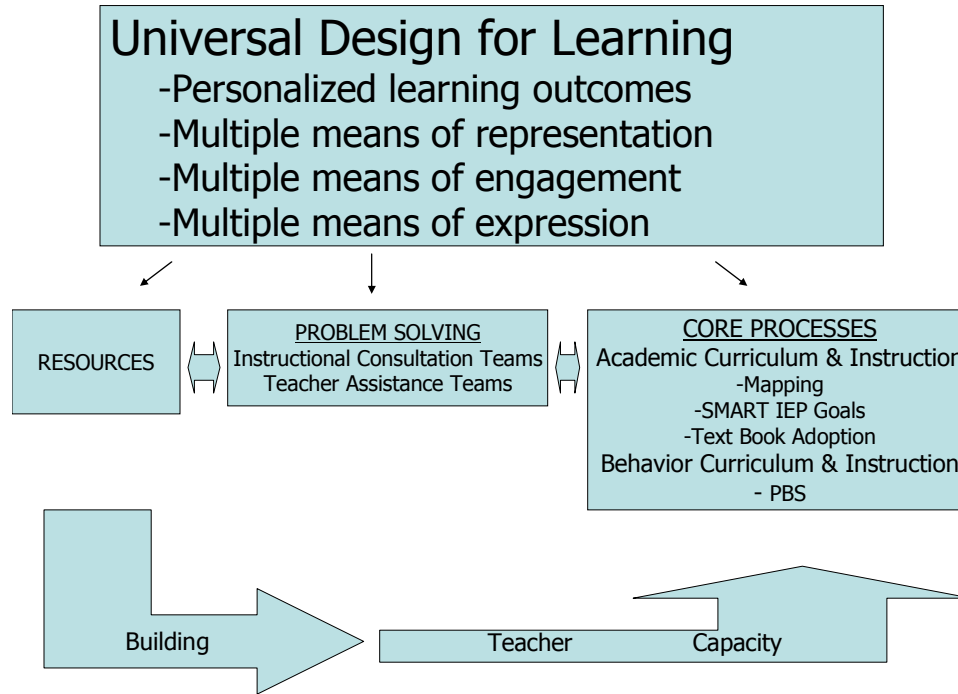 Universal Design for Learning
-Personalized learning outcomes
-Multiple means of representation
-Multiple means of engagement
-Multiple means of expression
RESOURCES
PROBLEM SOLVING
Instructional Consultation Teams
Teacher Assistance Teams
CORE PROCESSES
Academic Curriculum & Instruction
-Mapping
-SMART IEP Goals
-Text Book Adoption
Behavior Curriculum & Instruction
- PBS
Building
Teacher Capacity